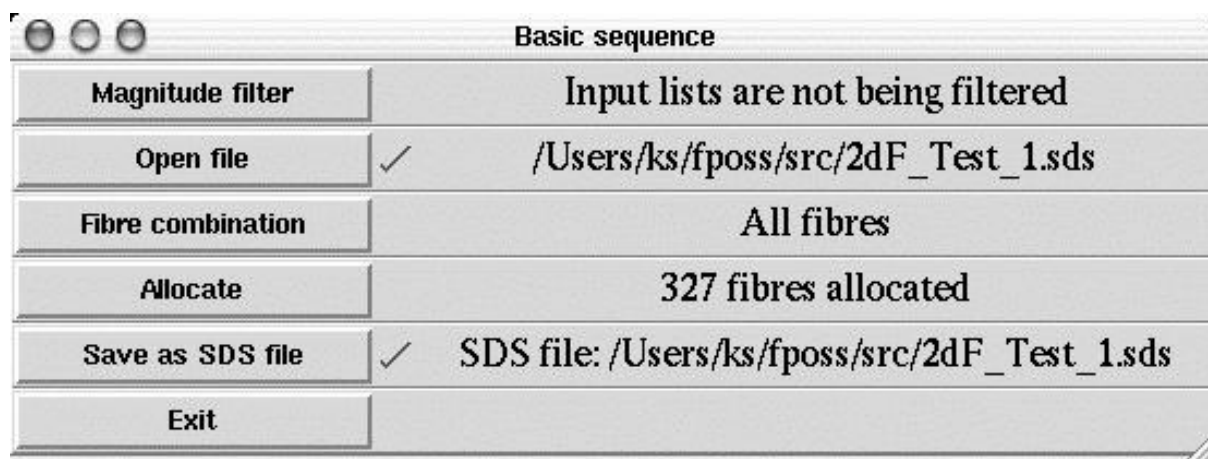 Basic sequence
Magnitude filter Input lists are not being filtered
Open file /Users/ks/fposs/src/2dF_Test_1.sds
Fibre combination All fibres
Allocate 327 fibres allocated
Save as SDS file SDS file: /Users/ks/fposs/src/2dF_Test_1.sds
Exit